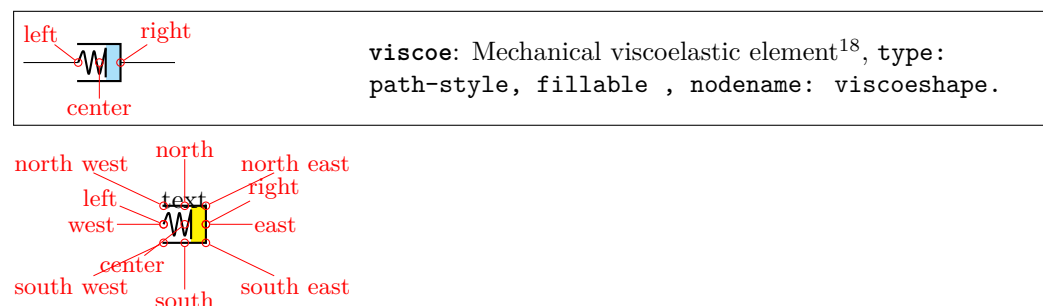 left
right
center
viscoe: Mechanical viscoelastic element18, type:
path-style, fillable , nodename: viscoeshape.
north west
north
north east
left
text
right
west
east
center
south west
south
south east